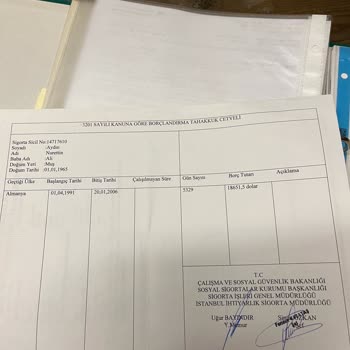 3201 SAYILI KANUNA GÖRE BORÇLANDIRMA TAHAKKUK CETVELİ
Sigorta Sicil No:14715610
Soyadı :Aydın
Adı : Nurettin
Baba Adı : Ali
Doğum Yeri : Muş
Doğum Tarihi :01,01,1965
Geçtiği Ülke Başlangıç Tarihi Bitiş Tarihi Çalışılmayan Süre Gün Sayısı Borç Tutarı Açıklama
Almanya 01,04,1991 20,01,2006 5329 18651,5 dolar
T.C
ÇALIŞMA VE SOSYAL GÜVENLİK BAKANLIĞI
SOSYAL SİGORTALAR KURUMU BAŞKANLIĞI
SİGORTA İŞLERİ GENEL MÜDÜRLÜĞÜ
İSTANBUL İHTİYARLIK SİGORTA MÜDÜRLÜĞÜ
Uğur BAYINDIR
Y.Memur